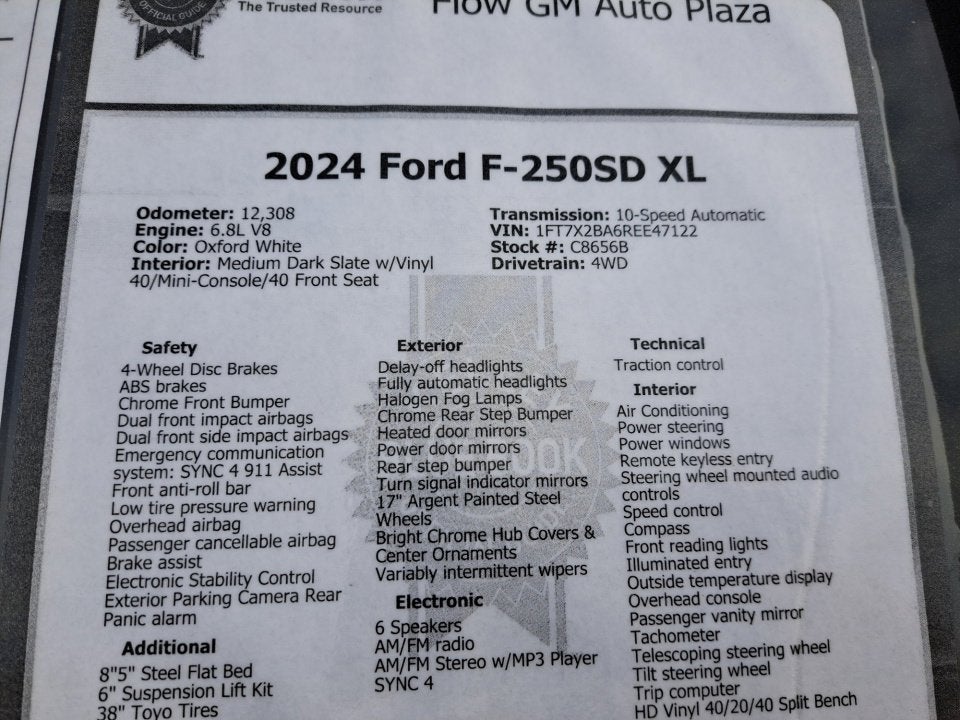 OFFICIAL GUIDE
The Trusted Resource
Flow GM Auto Plaza
2024 Ford F-250SD XL
Odometer: 12,308
Engine: 6.8L V8
Color: Oxford White
Interior: Medium Dark Slate w/Vinyl
40/Mini-Console/40 Front Seat
Transmission: 10-Speed Automatic
VIN: 1FT7X2BA6REE47122
Stock #: C8656B
Drivetrain: 4WD
Safety
4-Wheel Disc Brakes
ABS brakes
Chrome Front Bumper
Dual front impact airbags
Dual front side impact airbags
Emergency communication
system: SYNC 4 911 Assist
Front anti-roll bar
Low tire pressure warning
Overhead airbag
Passenger cancellable airbag
Brake assist
Electronic Stability Control
Exterior Parking Camera Rear
Panic alarm
Additional
8"5" Steel Flat Bed
6" Suspension Lift Kit
38" Toyo Tires
Exterior
Delay-off headlights
Fully automatic headlights
Halogen Fog Lamps
Chrome Rear Step Bumper
Heated door mirrors
Power door mirrors
Rear step bumper
Turn signal indicator mirrors
17" Argent Painted Steel
Wheels
Bright Chrome Hub Covers &
Center Ornaments
Variably intermittent wipers
Electronic
6 Speakers
AM/FM radio
AM/FM Stereo w/MP3 Player
SYNC 4
Technical
Traction control
Interior
Air Conditioning
Power steering
Power windows
Remote keyless entry
Steering wheel mounted audio
controls
Speed control
Compass
Front reading lights
Illuminated entry
Outside temperature display
Overhead console
Passenger vanity mirror
Tachometer
Telescoping steering wheel
Tilt steering wheel
Trip computer
HD Vinyl 40/20/40 Split Bench